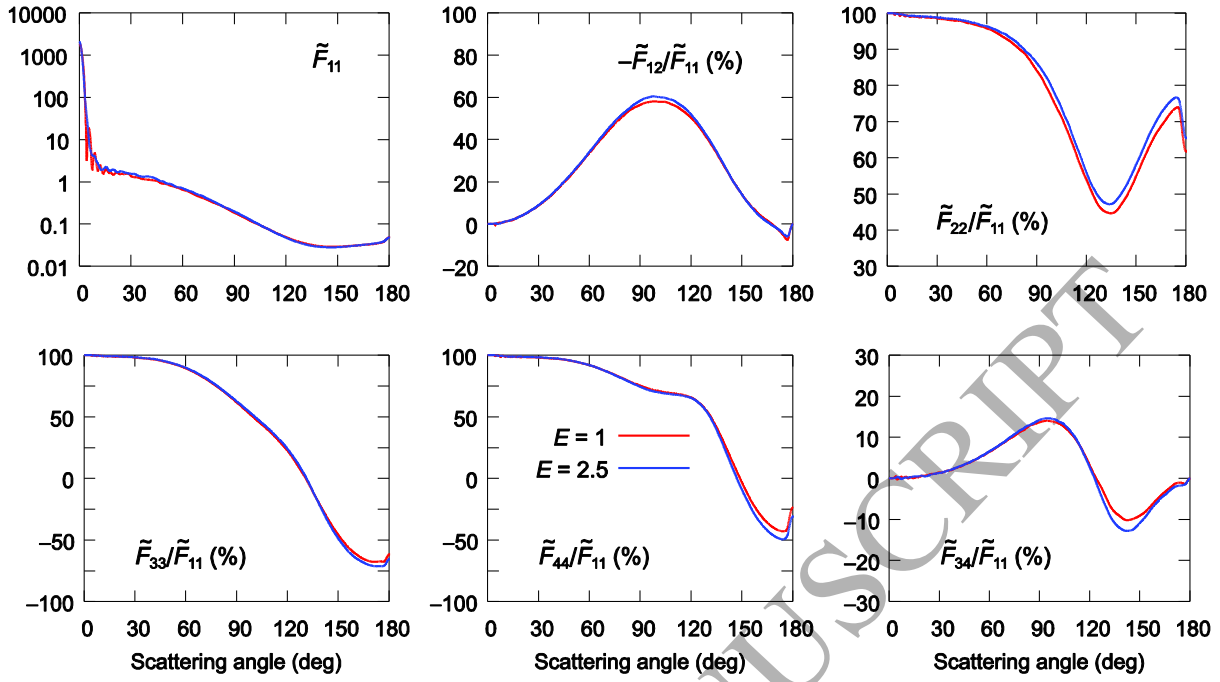 10000
1000
100
10
1
0.1
0.01
0 30 60 90 120 150 180
F̃11
100
80
60
40
20
0
–20
0 30 60 90 120 150 180
–F̃12/F̃11 (%)
100
90
80
70
60
50
40
30
0 30 60 90 120 150 180
F̃22/F̃11 (%)
100
50
0
–50
–100
0 30 60 90 120 150 180
F̃33/F̃11 (%)
Scattering angle (deg)
100
50
0
–50
–100
0 30 60 90 120 150 180
E = 1
E = 2.5
F̃44/F̃11 (%)
Scattering angle (deg)
30
20
10
0
–10
–20
–30
0 30 60 90 120 150 180
F̃34/F̃11 (%)
Scattering angle (deg)
NUSCRIPT